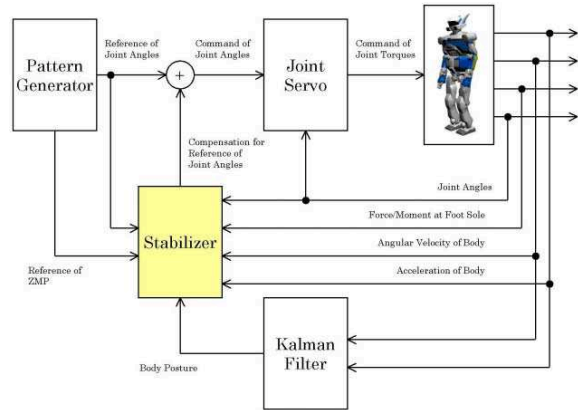 Reference of
Joint Angles
Command of
Joint Angles
Command of
Joint Torques
Pattern
Generator
+
Joint
Servo
Compensation for
Reference of
Joint Angles
Joint Angles
Force/Moment at Foot Sole
Stabilizer
Angular Velocity of Body
Reference of
ZMP
Acceleration of Body
Kalman
Filter
Body Posture